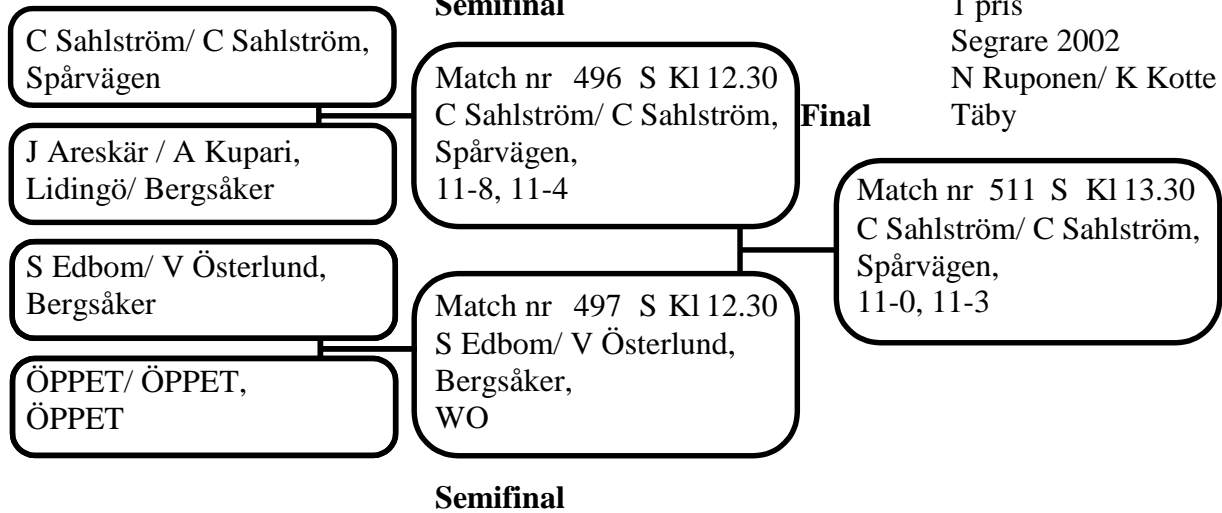 Semifinal
C Sahlström/ C Sahlström,
Spårvägen
J Areskär / A Kupari,
Lidingö/ Bergsåker
S Edbom/ V Österlund,
Bergsåker
ÖPPET/ ÖPPET,
ÖPPET
Match nr 496 S Kl 12.30
C Sahlström/ C Sahlström,
Spårvägen,
11-8, 11-4
Match nr 497 S Kl 12.30
S Edbom/ V Österlund,
Bergsåker,
WO
Semifinal
Final
1 pris
Segrare 2002
N Ruponen/ K Kotte
Täby
Match nr 511 S Kl 13.30
C Sahlström/ C Sahlström,
Spårvägen,
11-0, 11-3